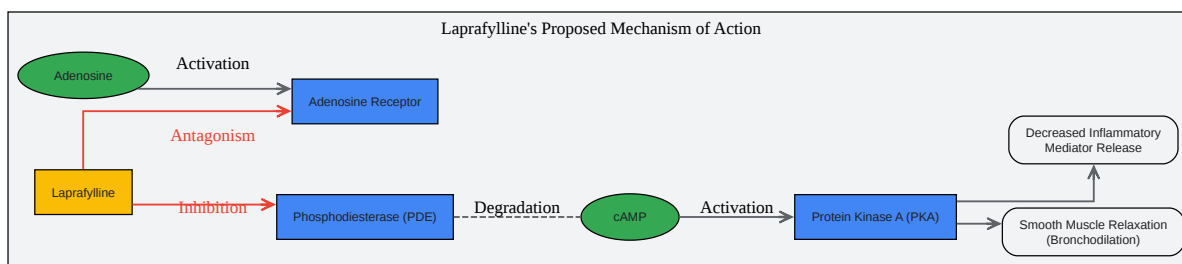 Laprafylline's Proposed Mechanism of Action
Activation
Adenosine
Adenosine Receptor
Antagonism
Decreased Inflammatory
Mediator Release
Laprafylline
Inhibition
Phosphodiesterase (PDE)
Degradation
cAMP
Activation
Protein Kinase A (PKA)
Smooth Muscle Relaxation
(Bronchodilation)